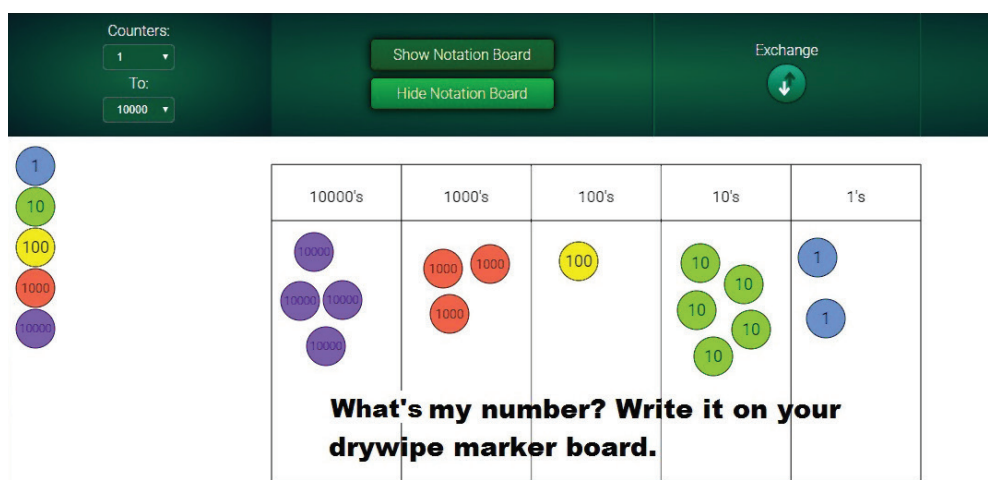 Counters:
1
To:
10000
Show Notation Board
Hide Notation Board
Exchange
1
10
100
1000
10000
10000's 1000's 100's 10's 1's
10000
10000 10000
10000
1000 1000
1000
100
10
10
10
10
10
1
1
What's my number? Write it on your
drywipe marker board.